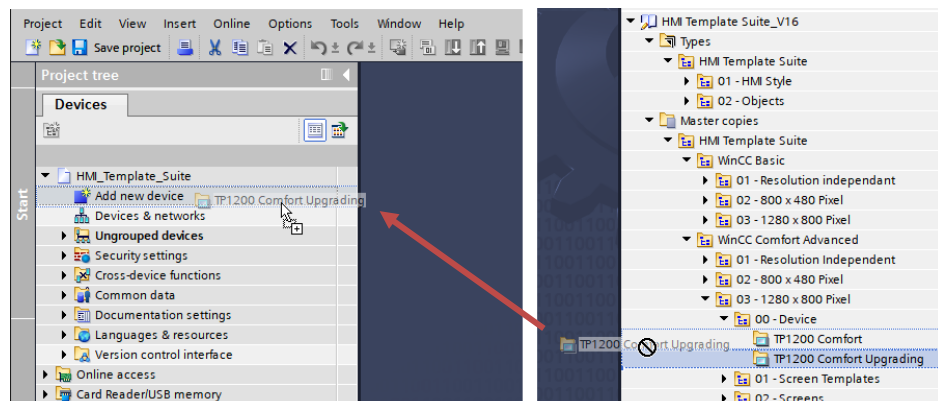 Project Edit View Insert Online Options Tools Window Help
Save project
Project tree
Devices
Start
HMI_Template_Suite
Add new device
TP1200 Comfort Upgrading
Devices & networks
Ungrouped devices
Security settings
Cross-device functions
Common data
Documentation settings
Languages & resources
Version control interface
Online access
Card Reader/USB memory
HMI Template Suite_V16
Types
HMI Template Suite
01 - HMI Style
02 - Objects
Master copies
HMI Template Suite
WinCC Basic
01 - Resolution independant
02 - 800 x 480 Pixel
03 - 1280 x 800 Pixel
WinCC Comfort Advanced
01 - Resolution Independent
02 - 800 x 480 Pixel
03 - 1280 x 800 Pixel
00 - Device
TP1200 Comfort
TP1200 Comfort Upgrading
TP1200 Comfort Upgrading
01 - Screen Templates
02 - Screens